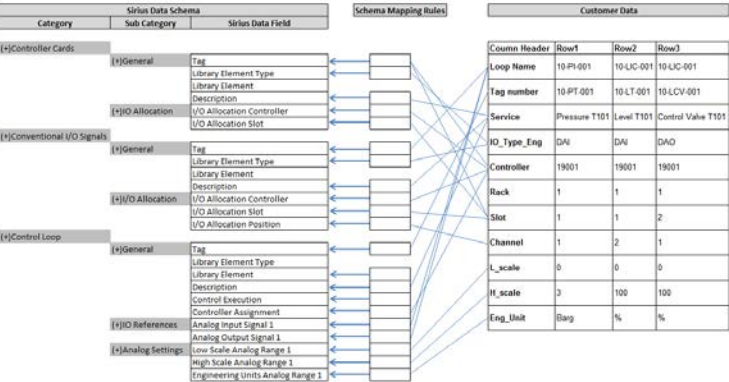 Sirius Data Schema
Schema Mapping Rules
Customer Data
Category Sub Category Sirius Data Field
(+)Controller Cards
(+)General Tag
Library Element Type
Library Element
Description
(+)IO Allocation I/O Allocation Controller
I/O Allocation Slot
(+)Conventional I/O Signals
(+)General Tag
Library Element Type
Library Element
Description
(+)I/O Allocation I/O Allocation Controller
I/O Allocation Slot
I/O Allocation Position
(+)Control Loop
(+)General Tag
Library Element Type
Library Element
Description
Control Execution
Controller Assignment
(+)IO References Analog Input Signal 1
Analog Output Signal 1
(+)Analog Settings Low Scale Analog Range 1
High Scale Analog Range 1
Engineering Units Analog Range 1
Coumn Header Row1 Row2 Row3
Loop Name 10-PI-001 10-LIC-001 10-LIC-001
Tag number 10-PT-001 10-LT-001 10-LCV-001
Service Pressure T101 Level T101 Control Valve T101
IO_Type_Eng DAI DAI DAO
Controller 19001 19001 19001
Rack 1 1 1
Slot 1 1 2
Channel 1 2 1
L_scale 0 0 0
H_scale 3 100 100
Eng_Unit Barg % %